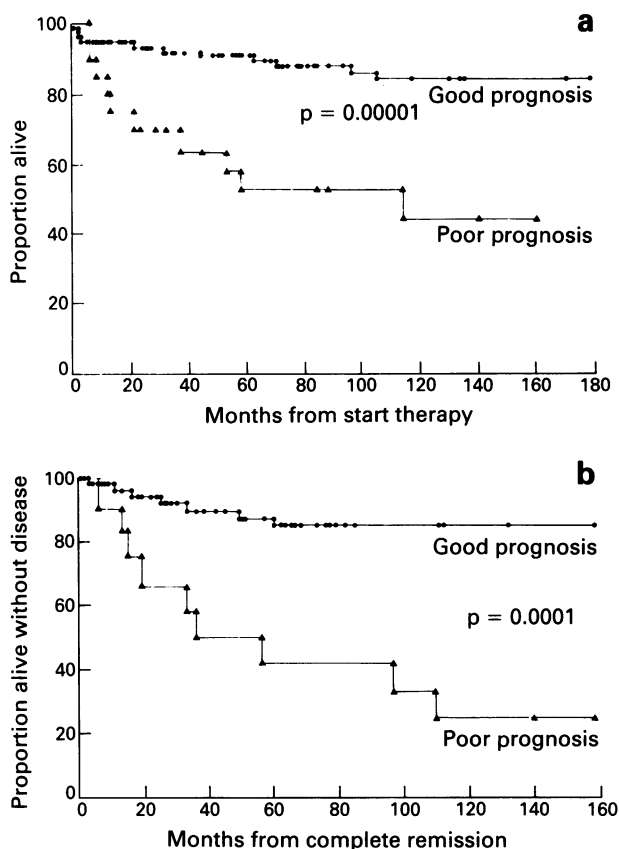 a
100
80
60
40
20
0
Proportion alive
Good prognosis
p = 0.00001
Poor prognosis
0 20 40 60 80 100 120 140 160 180
Months from start therapy
b
100
80
60
40
20
0
Proportion alive without disease
Good prognosis
p = 0.0001
Poor prognosis
0 20 40 60 80 100 120 140 160
Months from complete remission